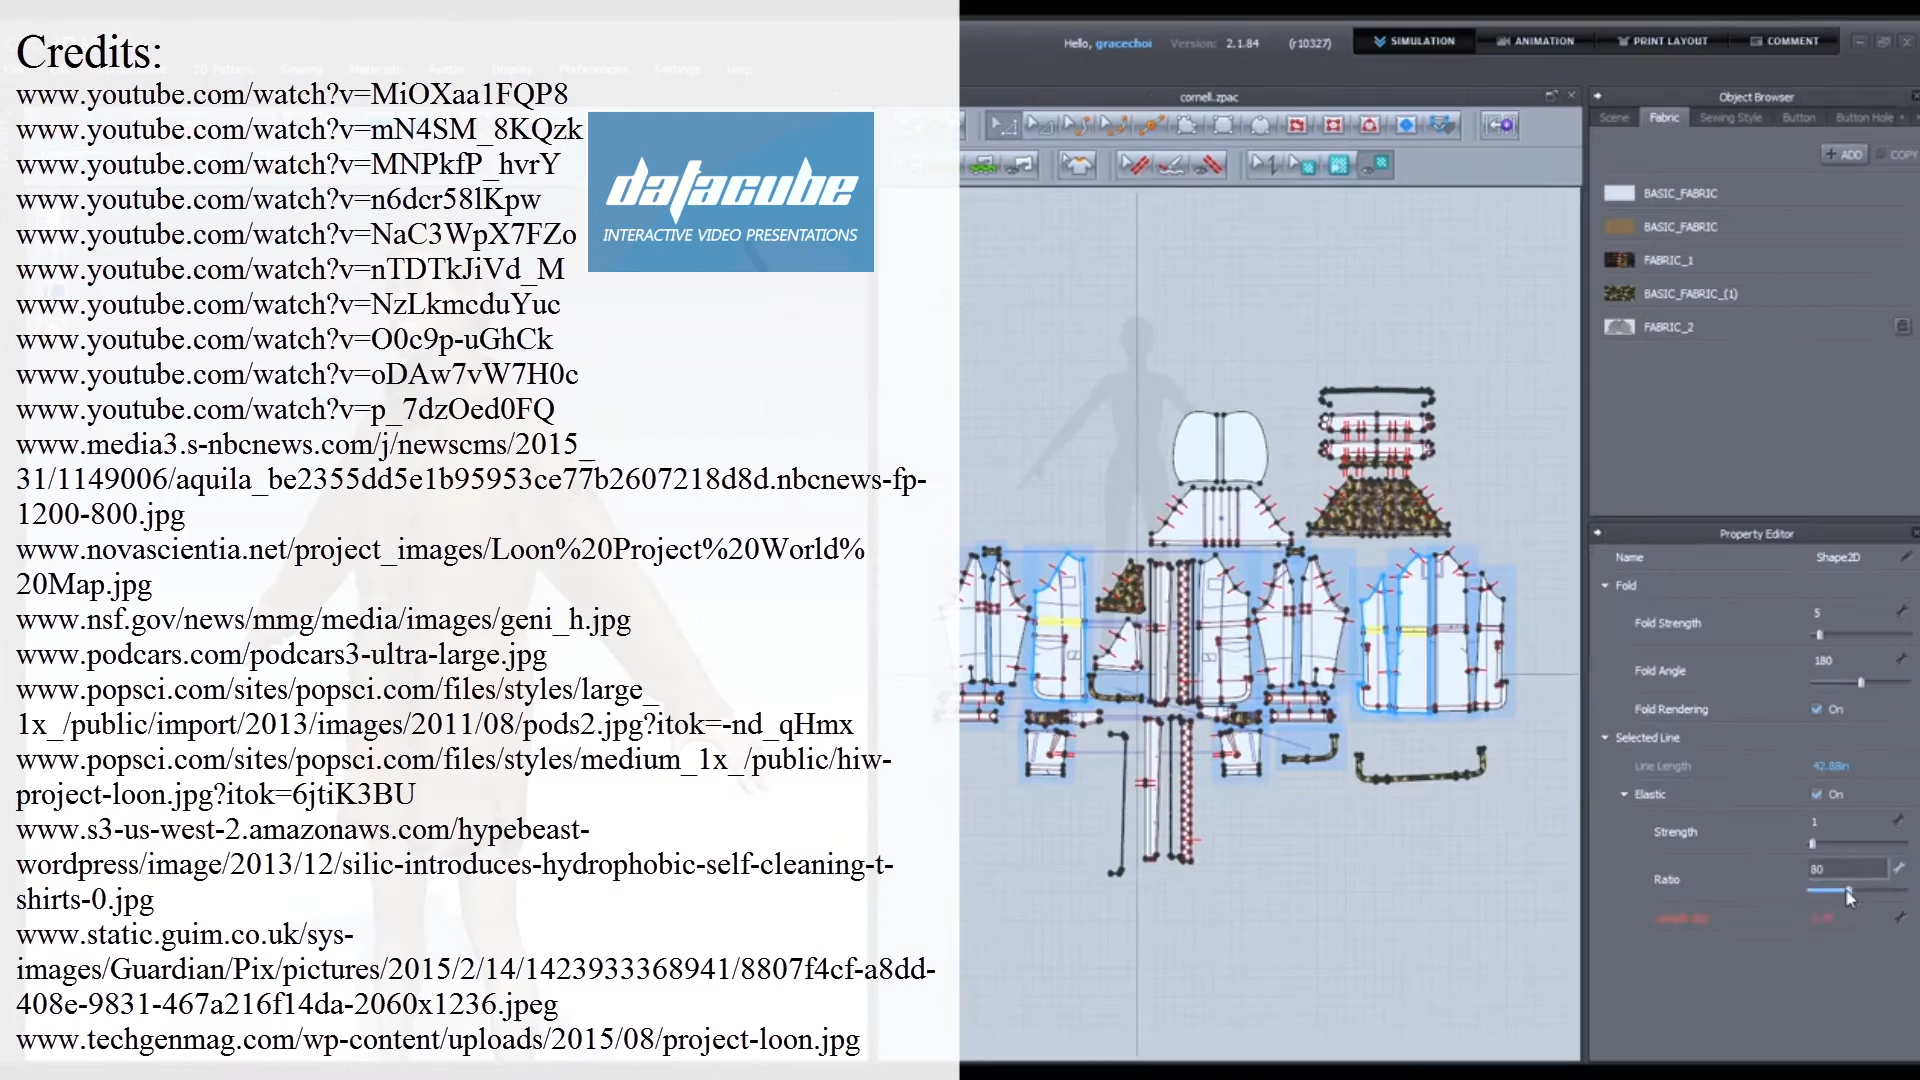 Credits:
www.youtube.com/watch?v=MiOXaa1FQP8
www.youtube.com/watch?v=mN4SM_8KQzk
www.youtube.com/watch?v=MNPkfP_hvrY
www.youtube.com/watch?v=n6dcr58lKpw
www.youtube.com/watch?v=NaC3WpX7FZo
www.youtube.com/watch?v=nTDTkJiVd_M
www.youtube.com/watch?v=NzLkmcduYuc
www.youtube.com/watch?v=O0c9p-uGhCk
www.youtube.com/watch?v=oDAw7vW7H0c
www.youtube.com/watch?v=p_7dzOed0FQ
www.media3.s-nbcnews.com/j/newscms/2015_
31/1149006/aquila_be2355dd5e1b95953ce77b2607218d8d.nbcnews-fp-
1200-800.jpg
www.novascientia.net/project_images/Loon%20Project%20World%
20Map.jpg
www.nsf.gov/news/mmg/media/images/geni_h.jpg
www.podcars.com/podcars3-ultra-large.jpg
www.popsci.com/sites/popsci.com/files/styles/large_
1x_/public/import/2013/images/2011/08/pods2.jpg?itok=-nd_qHmx
www.popsci.com/sites/popsci.com/files/styles/medium_1x_/public/hiw-
project-loon.jpg?itok=6jtiK3BU
www.s3-us-west-2.amazonaws.com/hypebeast-
wordpress/image/2013/12/silic-introduces-hydrophobic-self-cleaning-t-
shirts-0.jpg
www.static.guim.co.uk/sys-
images/Guardian/Pix/pictures/2015/2/14/1423933368941/8807f4cf-a8dd-
408e-9831-467a216f14da-2060x1236.jpeg
www.techgenmag.com/wp-content/uploads/2015/08/project-loon.jpg
datacube
INTERACTIVE VIDEO PRESENTATIONS
2D Pattern Sewing Materials Avatar Display Preferences Settings Help
Hello, gracechoi Version: 2.1.84 (r10327) SIMULATION ANIMATION PRINT LAYOUT COMMENT
cornell.zpac
Object Browser
Scene Fabric Sewing Style Button Button Hole
+ ADD COPY
BASIC_FABRIC
BASIC_FABRIC
FABRIC_1
BASIC_FABRIC_(1)
FABRIC_2
Property Editor
Name Shape2D
Fold
Fold Strength 5
Fold Angle 180
Fold Rendering On
Selected Line
Line Length 42.88in
Elastic On
Strength 1
Ratio 80